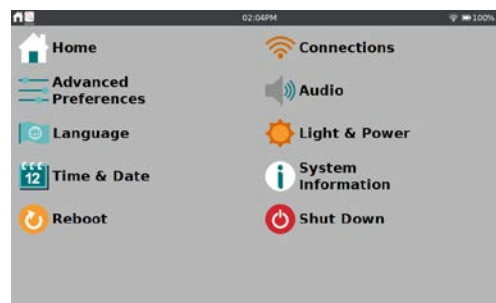 02:04PM
100%
Home
Connections
Advanced
Preferences
Audio
Language
Light & Power
12
Time & Date
System
Information
Reboot
Shut Down